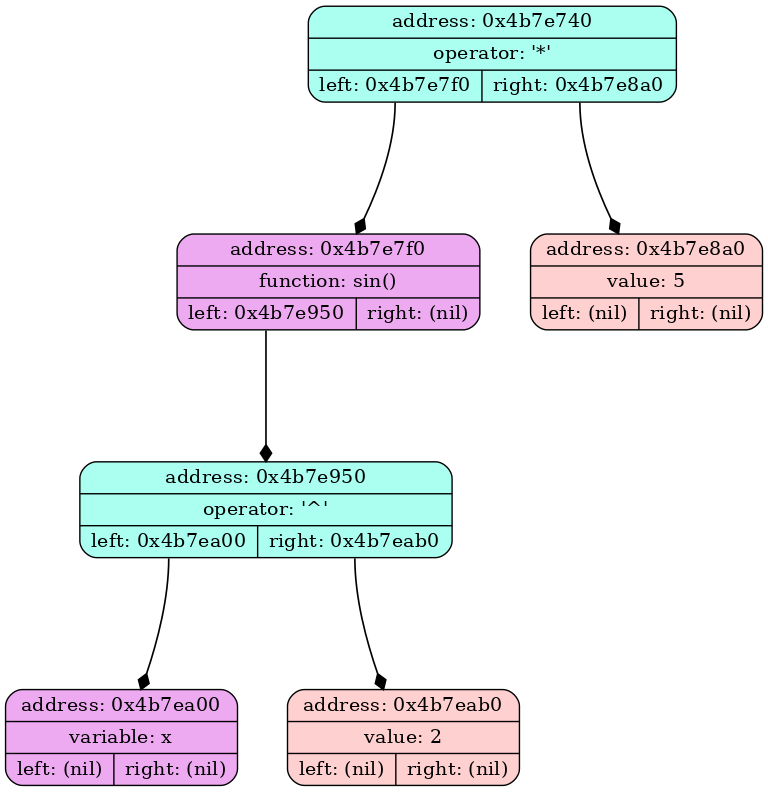 address: 0x4b7e740
operator: '*'
left: 0x4b7e7f0 right: 0x4b7e8a0
address: 0x4b7e7f0
function: sin()
left: 0x4b7e950 right: (nil)
address: 0x4b7e8a0
value: 5
left: (nil) right: (nil)
address: 0x4b7e950
operator: '^'
left: 0x4b7ea00 right: 0x4b7eab0
address: 0x4b7ea00
variable: x
left: (nil) right: (nil)
address: 0x4b7eab0
value: 2
left: (nil) right: (nil)